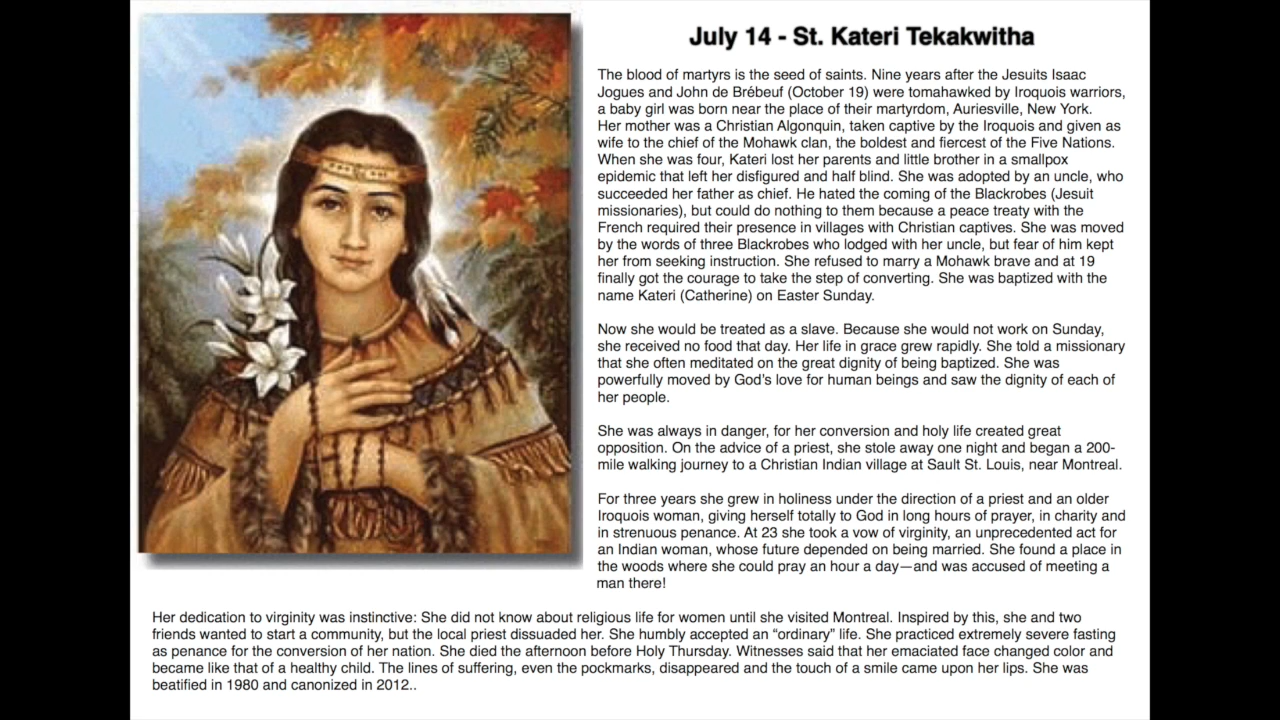 July 14 - St. Kateri Tekakwitha
The blood of martyrs is the seed of saints. Nine years after the Jesuits Isaac
Jogues and John de Brébeuf (October 19) were tomahawked by Iroquois warriors,
a baby girl was born near the place of their martyrdom, Auriesville, New York.
Her mother was a Christian Algonquin, taken captive by the Iroquois and given as
wife to the chief of the Mohawk clan, the boldest and fiercest of the Five Nations.
When she was four, Kateri lost her parents and little brother in a smallpox
epidemic that left her disfigured and half blind. She was adopted by an uncle, who
succeeded her father as chief. He hated the coming of the Blackrobes (Jesuit
missionaries), but could do nothing to them because a peace treaty with the
French required their presence in villages with Christian captives. She was moved
by the words of three Blackrobes who lodged with her uncle, but fear of him kept
her from seeking instruction. She refused to marry a Mohawk brave and at 19
finally got the courage to take the step of converting. She was baptized with the
name Kateri (Catherine) on Easter Sunday.
Now she would be treated as a slave. Because she would not work on Sunday,
she received no food that day. Her life in grace grew rapidly. She told a missionary
that she often meditated on the great dignity of being baptized. She was
powerfully moved by God's love for human beings and saw the dignity of each of
her people.
She was always in danger, for her conversion and holy life created great
opposition. On the advice of a priest, she stole away one night and began a 200-
mile walking journey to a Christian Indian village at Sault St. Louis, near Montreal.
For three years she grew in holiness under the direction of a priest and an older
Iroquois woman, giving herself totally to God in long hours of prayer, in charity and
in strenuous penance. At 23 she took a vow of virginity, an unprecedented act for
an Indian woman, whose future depended on being married. She found a place in
the woods where she could pray an hour a day—and was accused of meeting a
man there!
Her dedication to virginity was instinctive: She did not know about religious life for women until she visited Montreal. Inspired by this, she and two
friends wanted to start a community, but the local priest dissuaded her. She humbly accepted an “ordinary” life. She practiced extremely severe fasting
as penance for the conversion of her nation. She died the afternoon before Holy Thursday. Witnesses said that her emaciated face changed color and
became like that of a healthy child. The lines of suffering, even the pockmarks, disappeared and the touch of a smile came upon her lips. She was
beatified in 1980 and canonized in 2012..